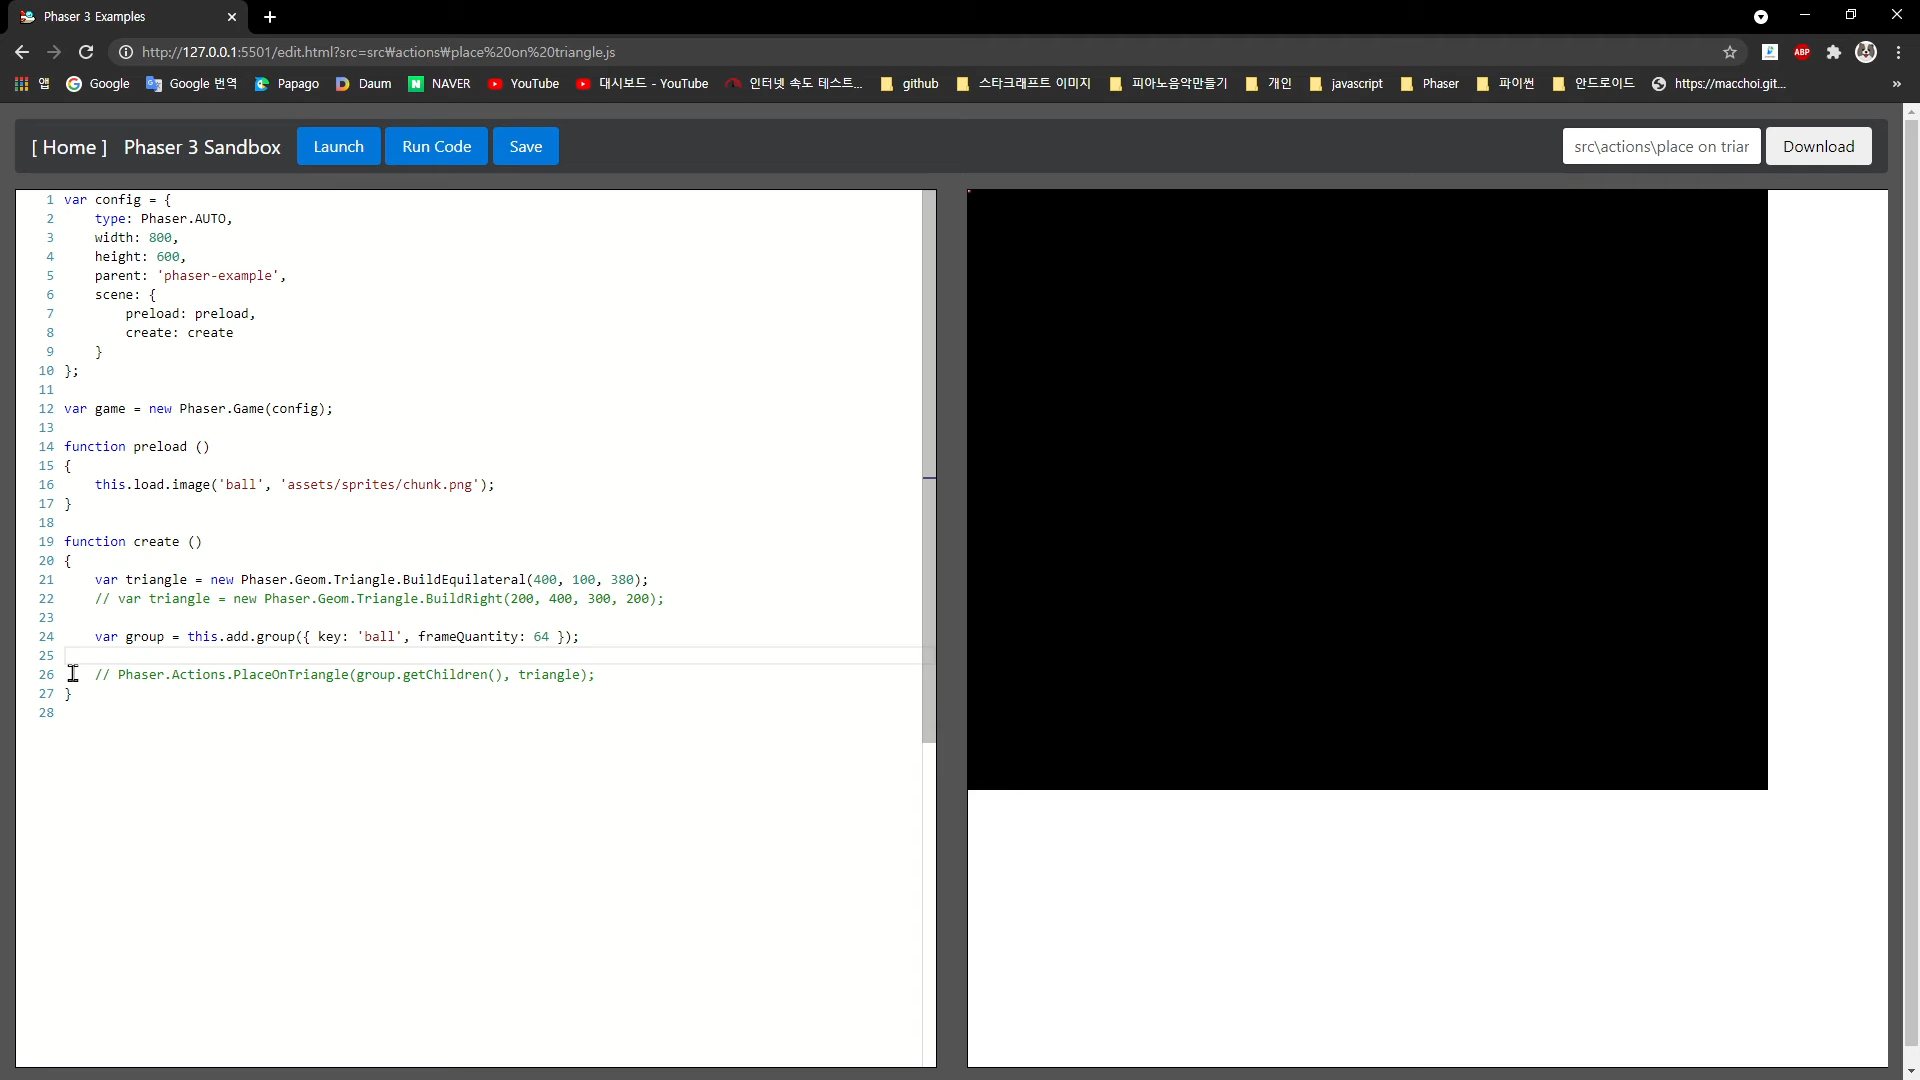 Phaser 3 Examples
http://127.0.0.1:5501/edit.html?src=src₩actions₩place%20on%20triangle.js
앱 Google Google 번역 Papago Daum NAVER YouTube 대시보드 - YouTube 인터넷 속도 테스트... github 스타크래프트 이미지 피아노음악만들기 개인 javascript Phaser 파이썬 안드로이드 https://macchoi.git... »
[ Home ] Phaser 3 Sandbox Launch Run Code Save src\actions\place on triar Download
1 var config = {
2 type: Phaser.AUTO,
3 width: 800,
4 height: 600,
5 parent: 'phaser-example',
6 scene: {
7 preload: preload,
8 create: create
9 }
10 };
11
12 var game = new Phaser.Game(config);
13
14 function preload ()
15 {
16 this.load.image('ball', 'assets/sprites/chunk.png');
17 }
18
19 function create ()
20 {
21 var triangle = new Phaser.Geom.Triangle.BuildEquilateral(400, 100, 380);
22 // var triangle = new Phaser.Geom.Triangle.BuildRight(200, 400, 300, 200);
23
24 var group = this.add.group({ key: 'ball', frameQuantity: 64 });
25
26 // Phaser.Actions.PlaceOnTriangle(group.getChildren(), triangle);
27 }
28
ABP